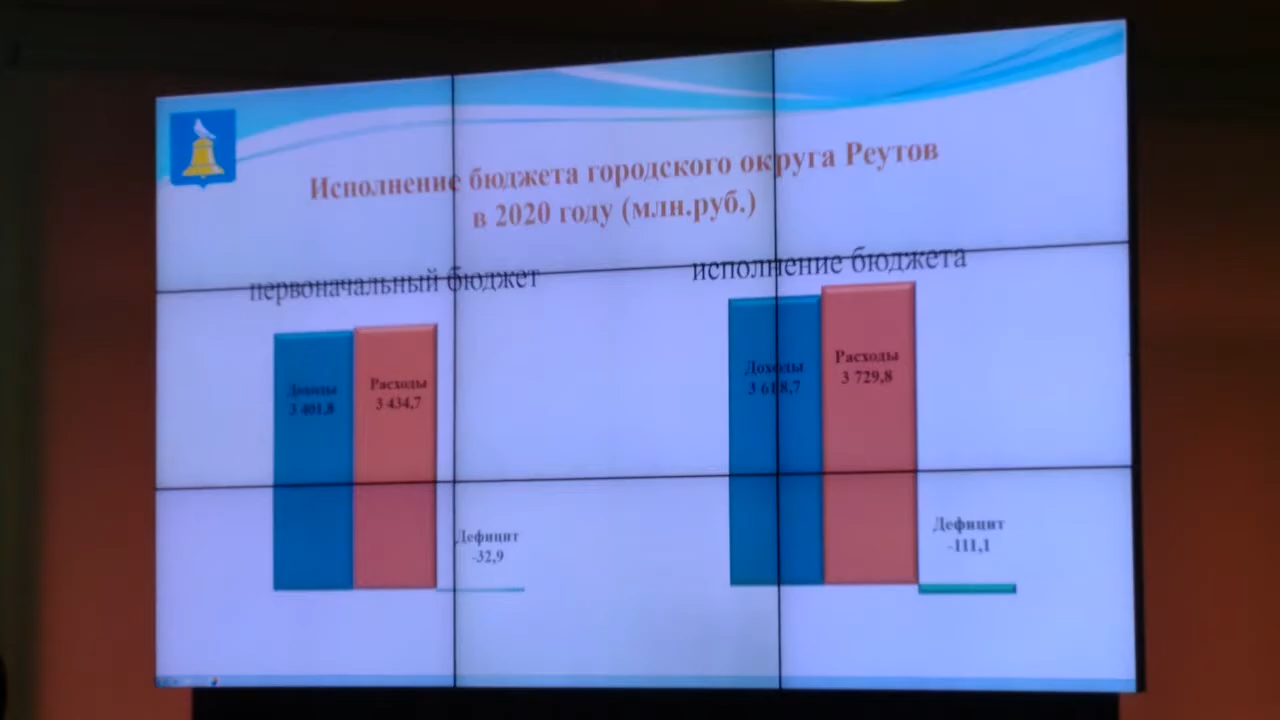 Исполнение бюджета городского округа Реутов
в 2020 году (млн.руб.)
первоначальный бюджет
исполнение бюджета
Доходы
3 401,8
Расходы
3 434,7
Дефицит
-32,9
Доходы
3 618,7
Расходы
3 729,8
Дефицит
-111,1